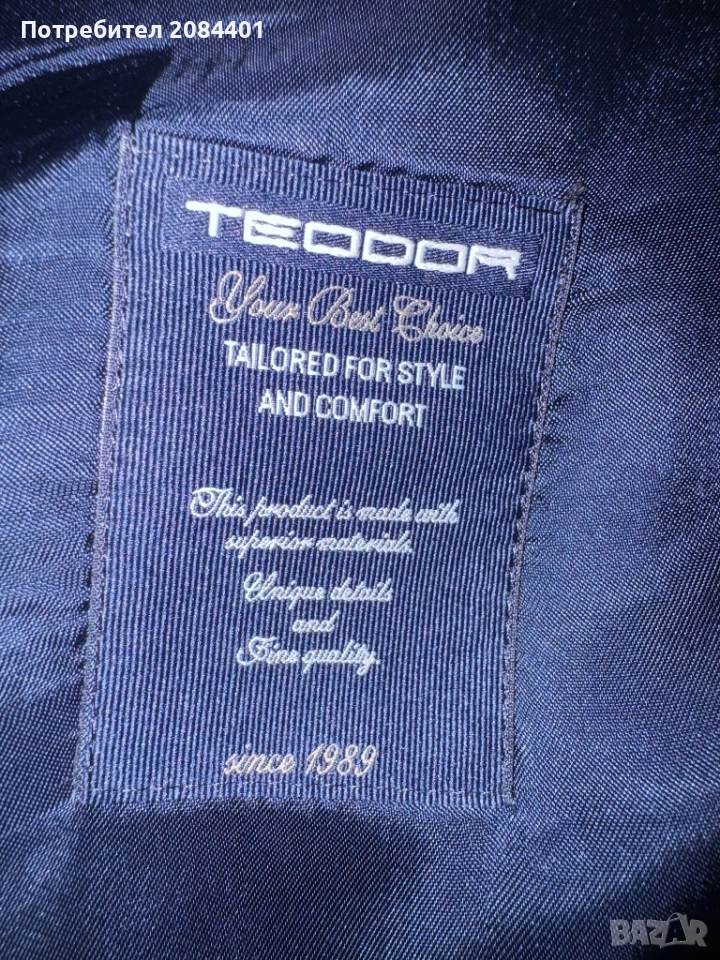 Потребител 2084401
TEODOR
Your Best Choice
TAILORED FOR STYLE
AND COMFORT
This product is made with
superior materials.
Unique details
and
Fine quality.
since 1989
BAZAR